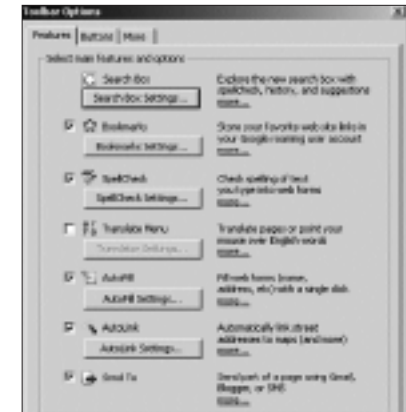 Toolbar Options
Features Buttons More
Select main features and options
Search Box
Explore the new search box with
spellcheck, history, and suggestions
Search Box Settings...
more...
Bookmarks
Store your favorite web site links in
your Google roaming user account
Bookmarks Settings...
more...
SpellCheck
Check spelling of text
you type into web forms
SpellCheck Settings...
more...
Translate Menu
Translate pages or point your
mouse over English words
Translate Settings...
more...
AutoFill
Fill web forms (name,
address, etc) with a single click
AutoFill Settings...
more...
AutoLink
Automatically link street
addresses to maps (and more)
AutoLink Settings...
more...
Send To
Send part of a page using Gmail,
Blogger, or SMS
more...